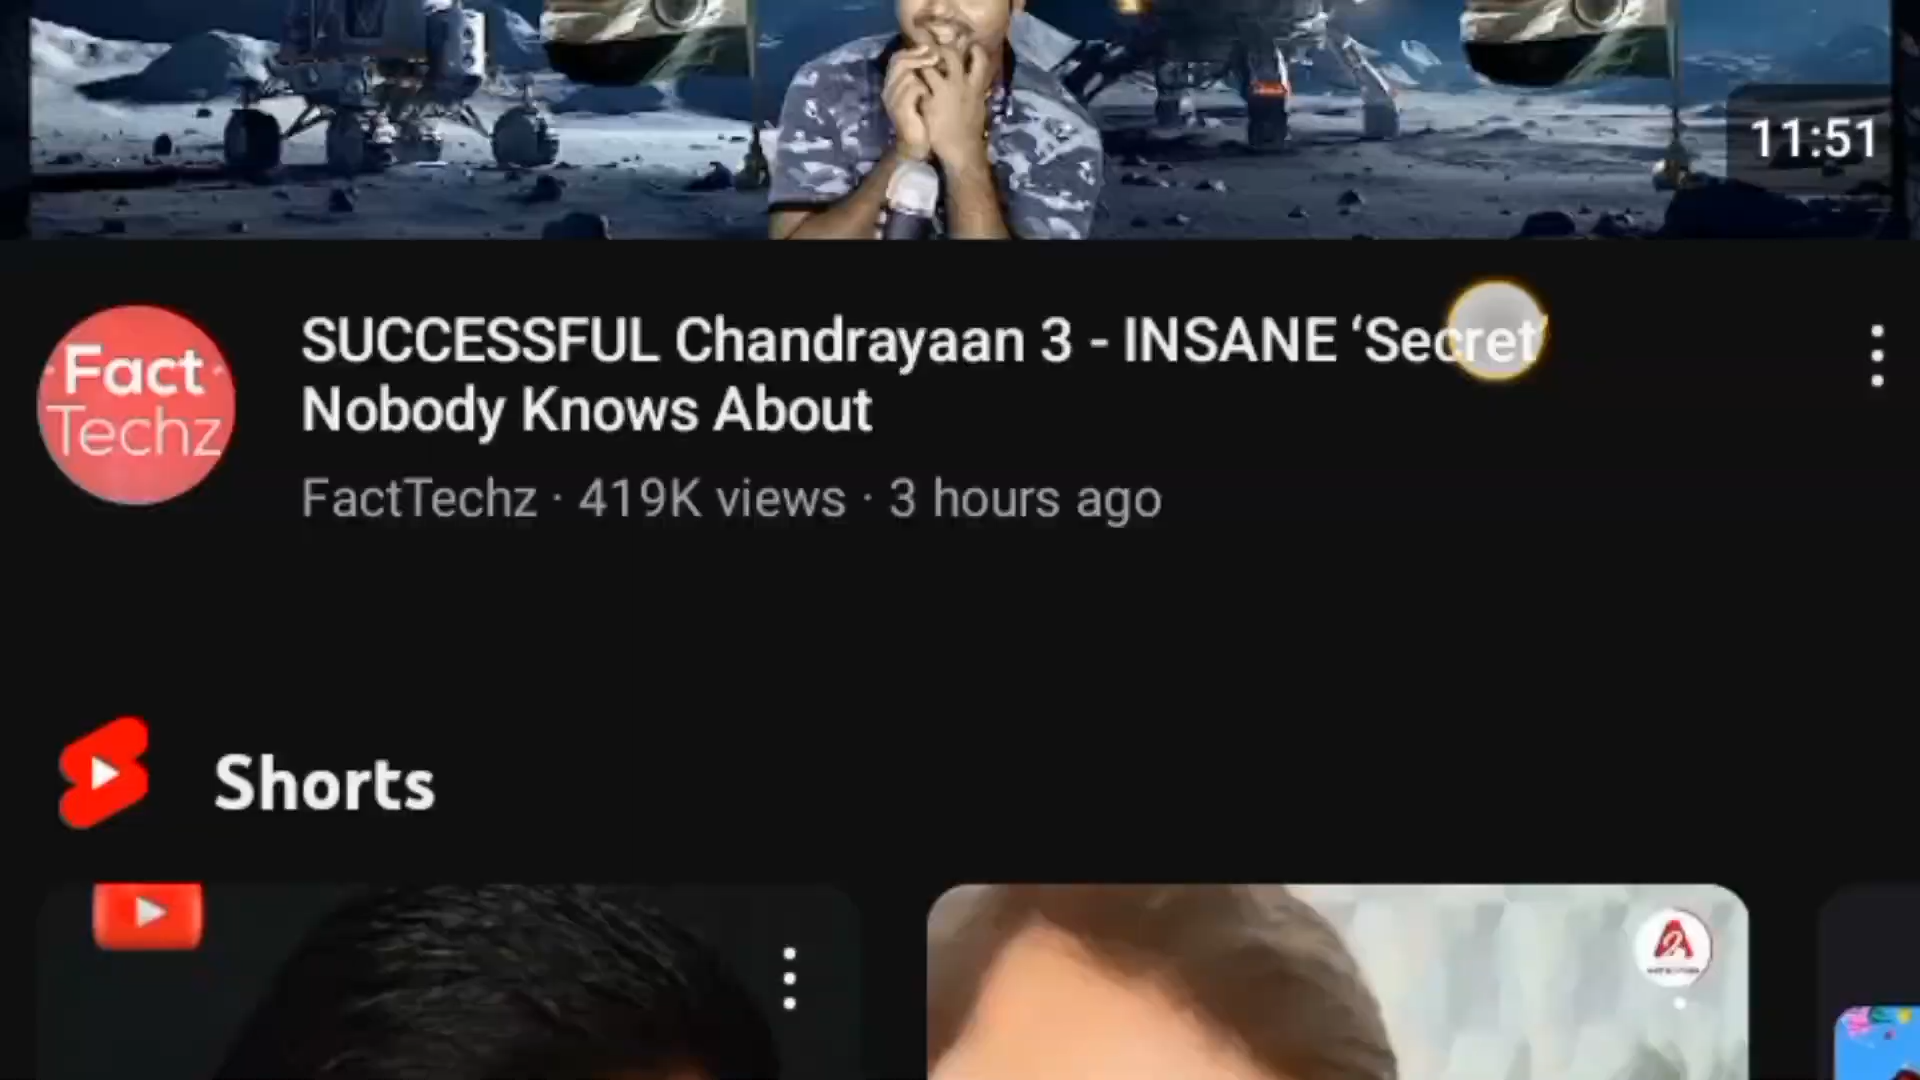 11:51
Fact
Techz
SUCCESSFUL Chandrayaan 3 - INSANE ‘Secret’
Nobody Knows About
FactTechz · 419K views · 3 hours ago
Shorts